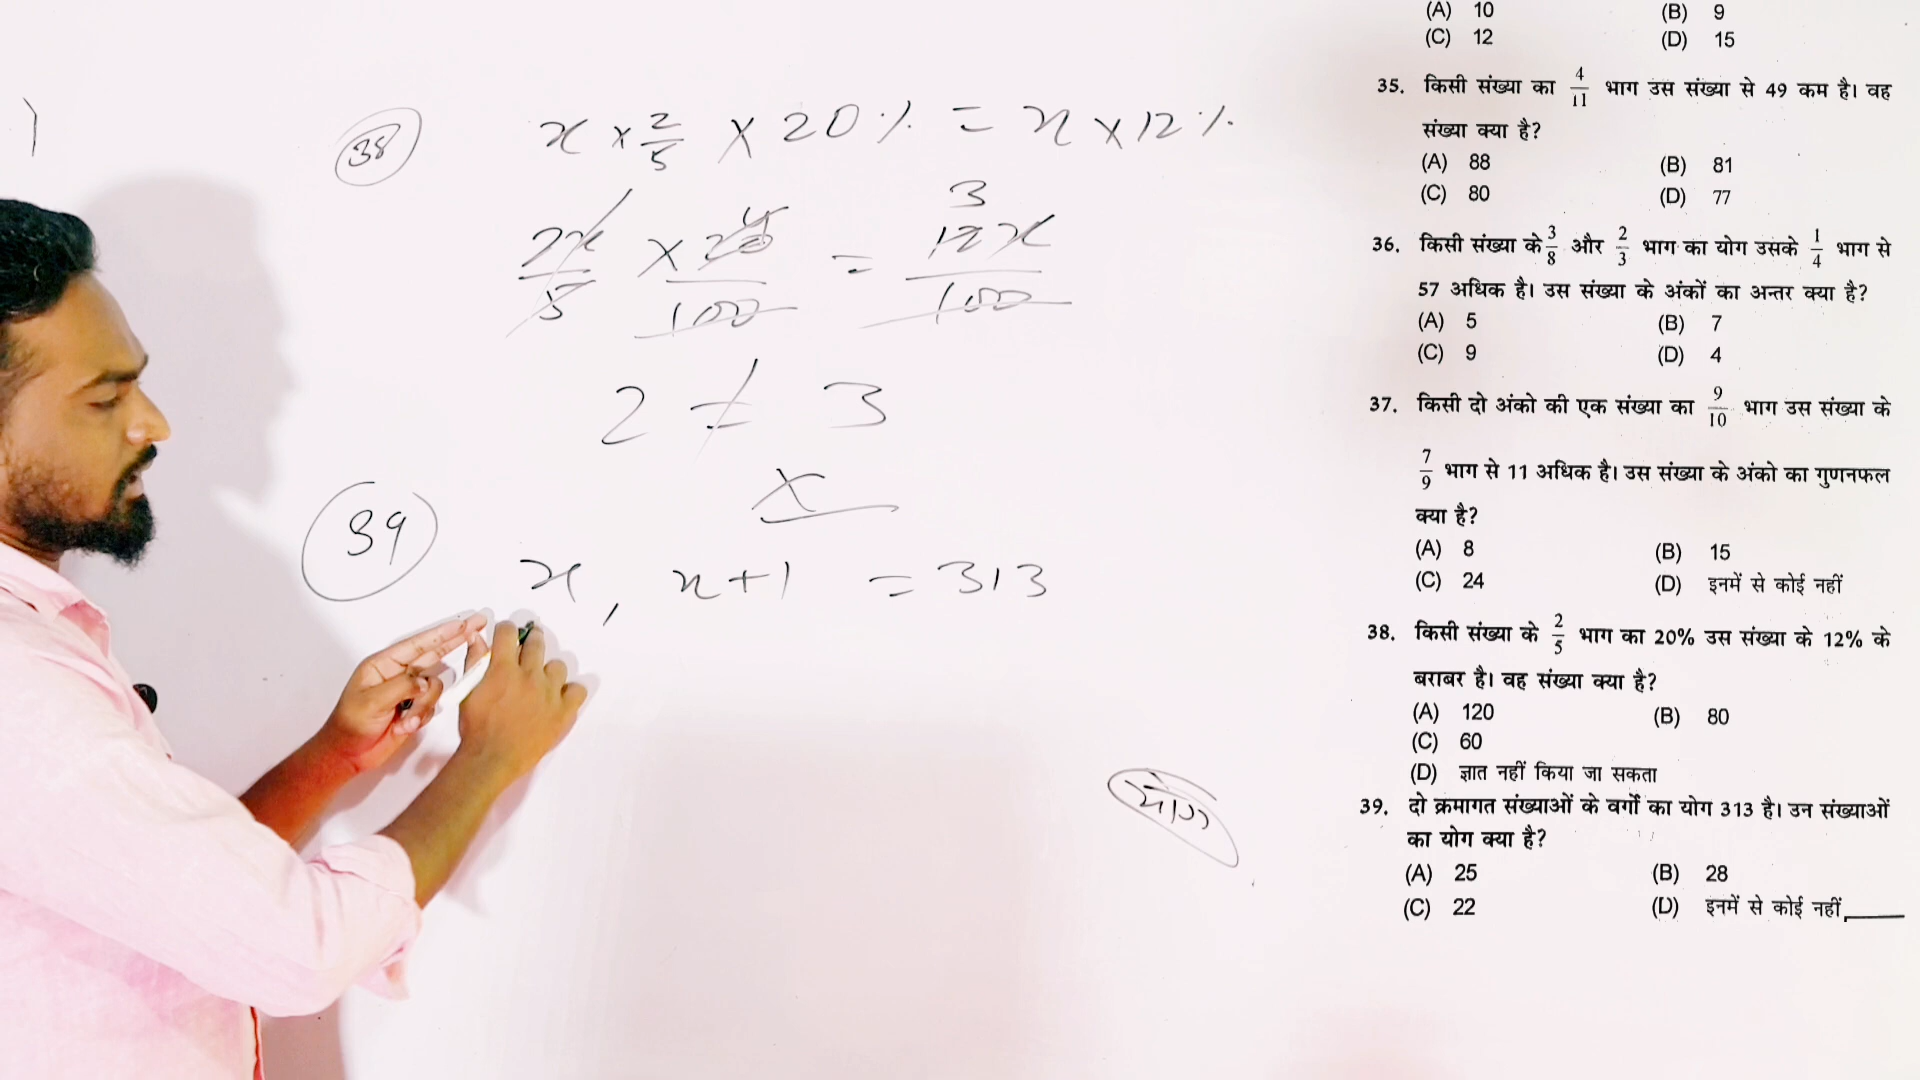 38 x × 2/5 × 20% = x × 12%
2x/5 × 20/100 = 12x/100
4 3
2 ≠ 3
x
39
x, x+1 = 313
योग
(A) 10 (B) 9
(C) 12 (D) 15
35. किसी संख्या का 4/11 भाग उस संख्या से 49 कम है। वह
संख्या क्या है?
(A) 88 (B) 81
(C) 80 (D) 77
36. किसी संख्या के 3/8 और 2/3 भाग का योग उसके 1/4 भाग से
57 अधिक है। उस संख्या के अंकों का अन्तर क्या है?
(A) 5 (B) 7
(C) 9 (D) 4
37. किसी दो अंको की एक संख्या का 9/10 भाग उस संख्या के
7/9 भाग से 11 अधिक है। उस संख्या के अंको का गुणनफल
क्या है?
(A) 8 (B) 15
(C) 24 (D) इनमें से कोई नहीं
38. किसी संख्या के 2/5 भाग का 20% उस संख्या के 12% के
बराबर है। वह संख्या क्या है?
(A) 120 (B) 80
(C) 60
(D) ज्ञात नहीं किया जा सकता
39. दो क्रमागत संख्याओं के वर्गों का योग 313 है। उन संख्याओं
का योग क्या है?
(A) 25 (B) 28
(C) 22 (D) इनमें से कोई नहीं